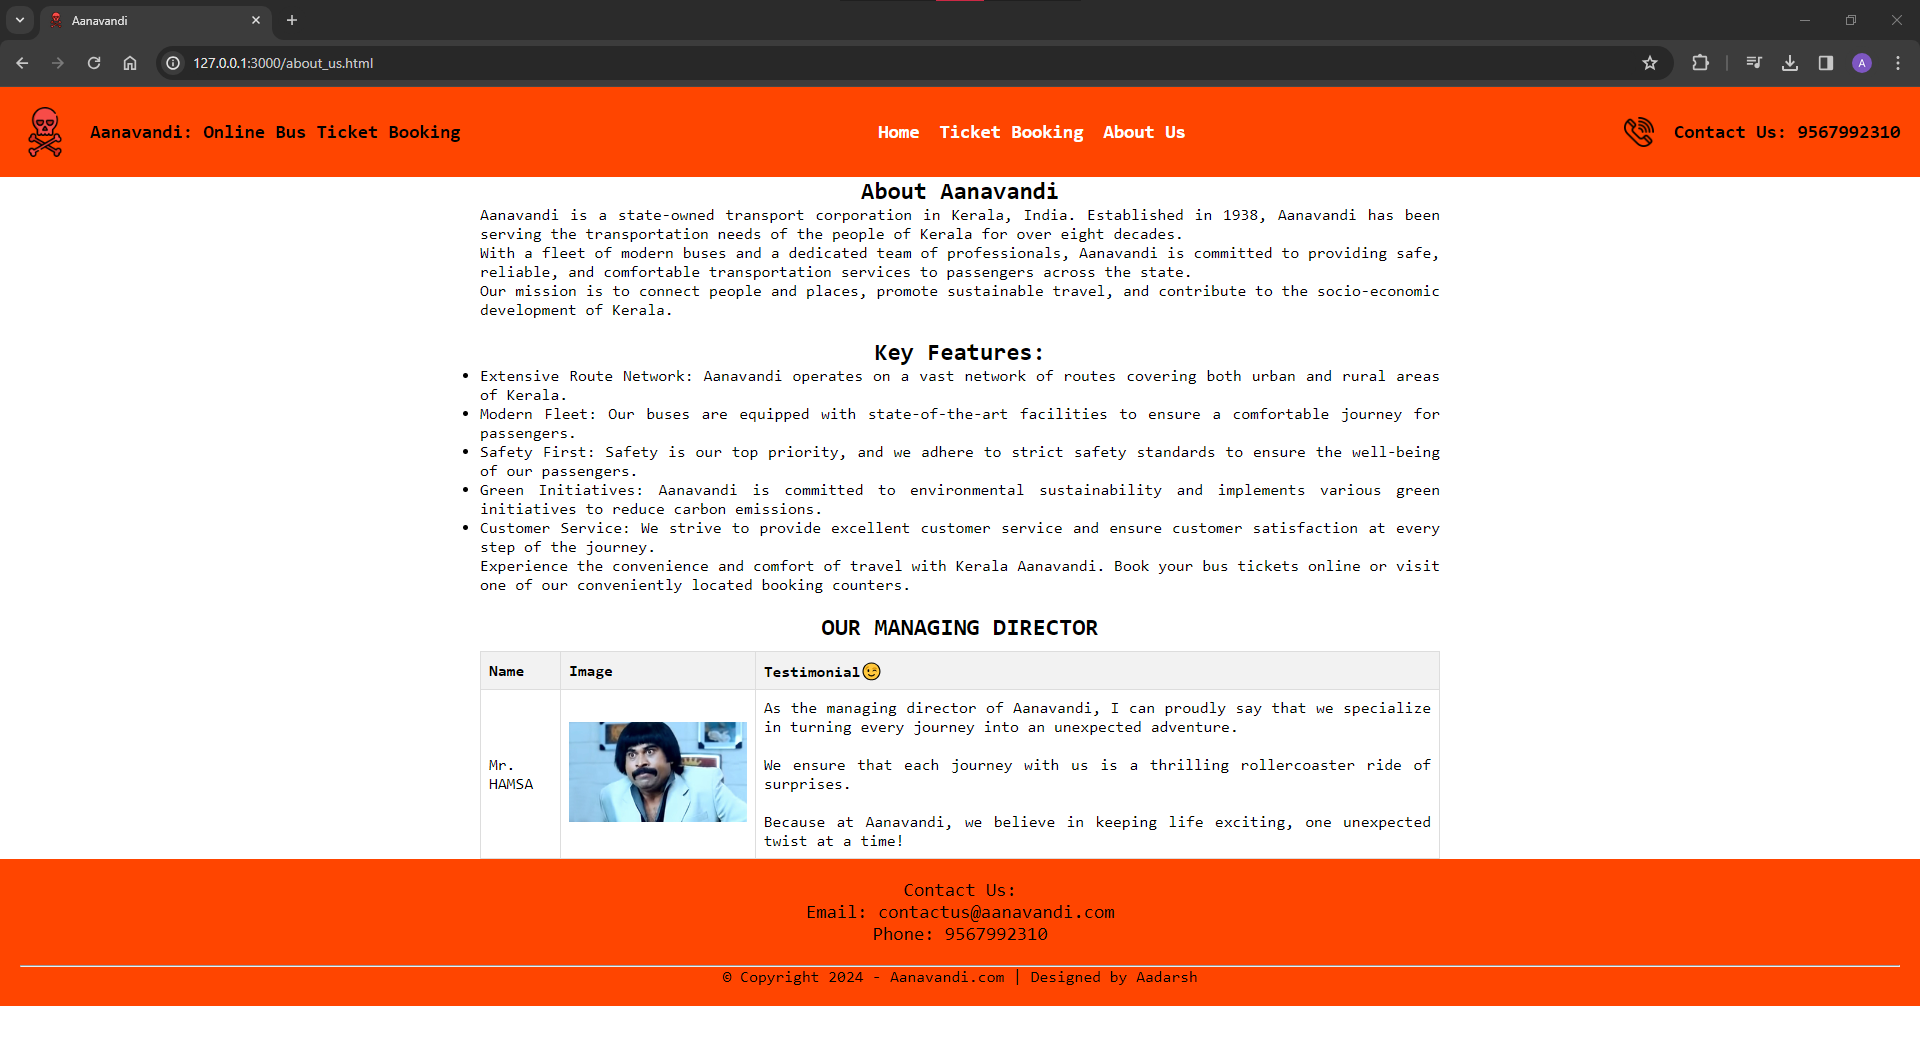 Aanavandi
127.0.0.1:3000/about_us.html
A
Aanavandi: Online Bus Ticket Booking
Home Ticket Booking About Us
Contact Us: 9567992310
About Aanavandi
Aanavandi is a state-owned transport corporation in Kerala, India. Established in 1938, Aanavandi has been
serving the transportation needs of the people of Kerala for over eight decades.
With a fleet of modern buses and a dedicated team of professionals, Aanavandi is committed to providing safe,
reliable, and comfortable transportation services to passengers across the state.
Our mission is to connect people and places, promote sustainable travel, and contribute to the socio-economic
development of Kerala.
Key Features:
• Extensive Route Network: Aanavandi operates on a vast network of routes covering both urban and rural areas
of Kerala.
• Modern Fleet: Our buses are equipped with state-of-the-art facilities to ensure a comfortable journey for
passengers.
• Safety First: Safety is our top priority, and we adhere to strict safety standards to ensure the well-being
of our passengers.
• Green Initiatives: Aanavandi is committed to environmental sustainability and implements various green
initiatives to reduce carbon emissions.
• Customer Service: We strive to provide excellent customer service and ensure customer satisfaction at every
step of the journey.
Experience the convenience and comfort of travel with Kerala Aanavandi. Book your bus tickets online or visit
one of our conveniently located booking counters.
OUR MANAGING DIRECTOR
Name Image Testimonial😉
Mr.
HAMSA
As the managing director of Aanavandi, I can proudly say that we specialize
in turning every journey into an unexpected adventure.
We ensure that each journey with us is a thrilling rollercoaster ride of
surprises.
Because at Aanavandi, we believe in keeping life exciting, one unexpected
twist at a time!
Contact Us:
Email: contactus@aanavandi.com
Phone: 9567992310
© Copyright 2024 - Aanavandi.com | Designed by Aadarsh